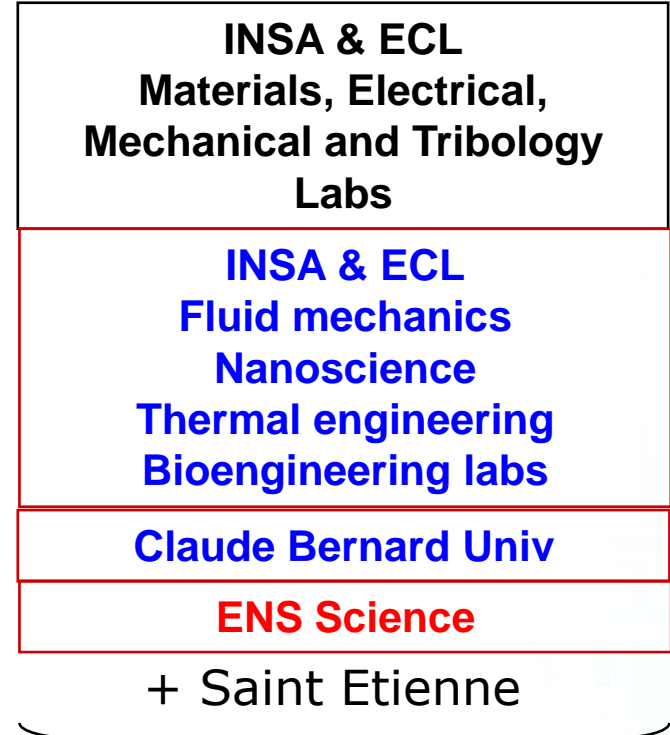 INSA & ECL
Materials, Electrical,
Mechanical and Tribology
Labs
INSA & ECL
Fluid mechanics
Nanoscience
Thermal engineering
Bioengineering labs
Claude Bernard Univ
ENS Science
+ Saint Etienne